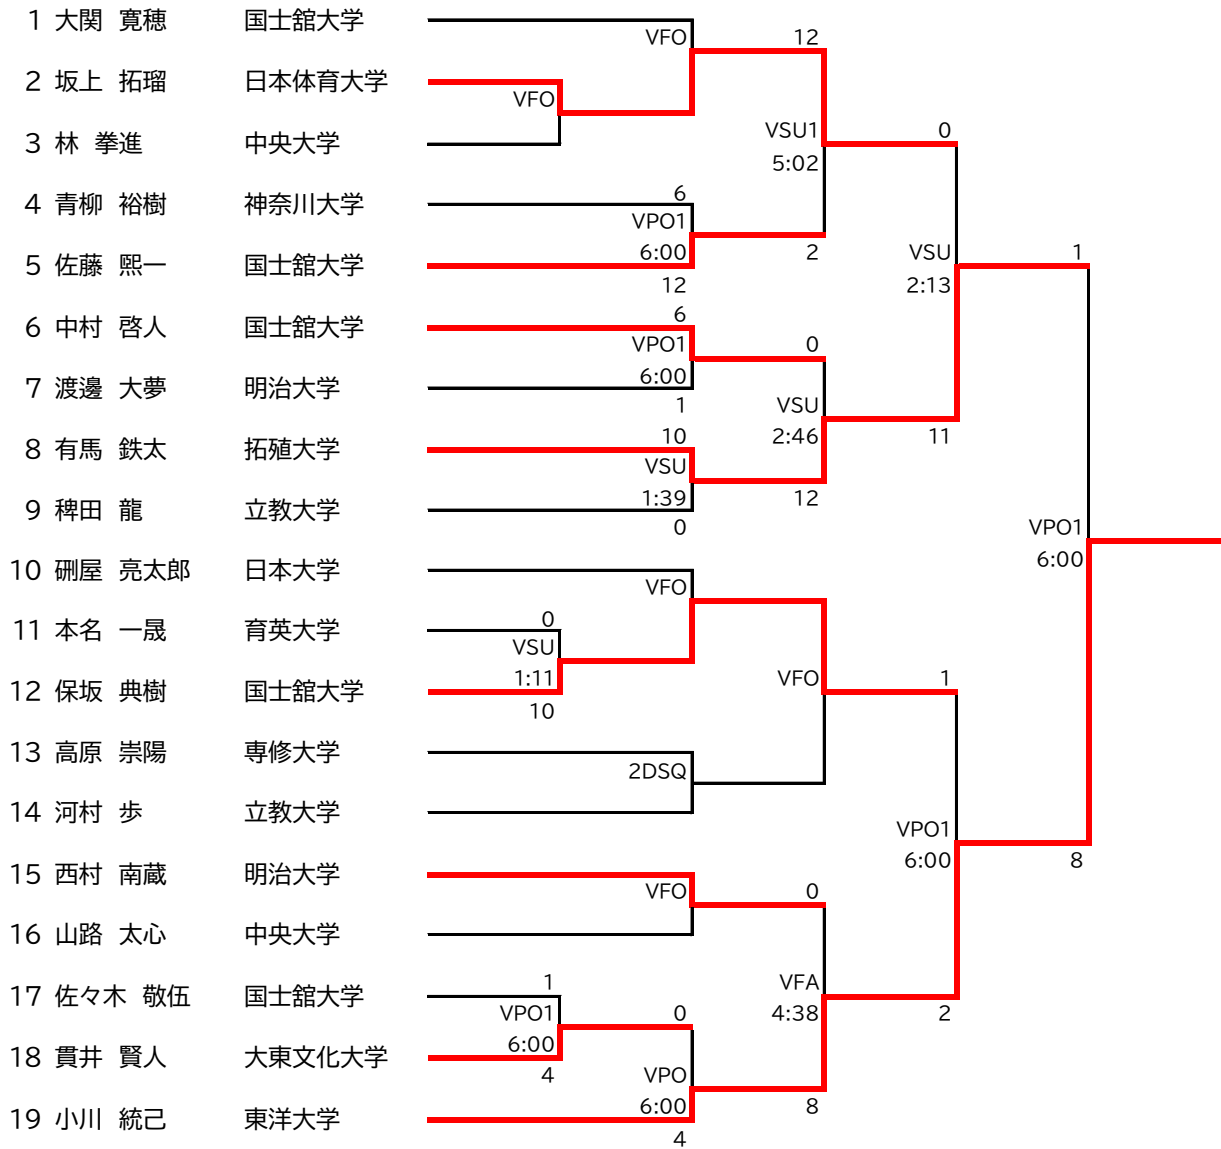 1 大関 寛穂 国士舘大学
VFO 12
2 坂上 拓瑠 日本体育大学
VFO
VSU1 0
3 林 拳進 中央大学
5:02
4 青柳 裕樹 神奈川大学 6
VPO1
6:00 2 VSU 1
5 佐藤 熙一 国士舘大学
12 2:13
6 中村 啓人 国士舘大学 6
VPO1 0
6:00
7 渡邊 大夢 明治大学
1 VSU
2:46 11
8 有馬 鉄太 拓殖大学 10
VSU
1:39 12
9 稗田 龍 立教大学
0 VPO1
6:00
10 硎屋 亮太郎 日本大学
VFO
11 本名 一晟 育英大学 0
VSU
1:11 VFO 1
12 保坂 典樹 国士舘大学
10
13 高原 崇陽 専修大学
2DSQ
14 河村 歩 立教大学
VPO1
6:00 8
15 西村 南蔵 明治大学
VFO 0
16 山路 太心 中央大学
17 佐々木 敬伍 国士舘大学 1
VFA
VPO1 0 4:38 2
6:00
18 貫井 賢人 大東文化大学
4 VPO
6:00 8
19 小川 統己 東洋大学
4